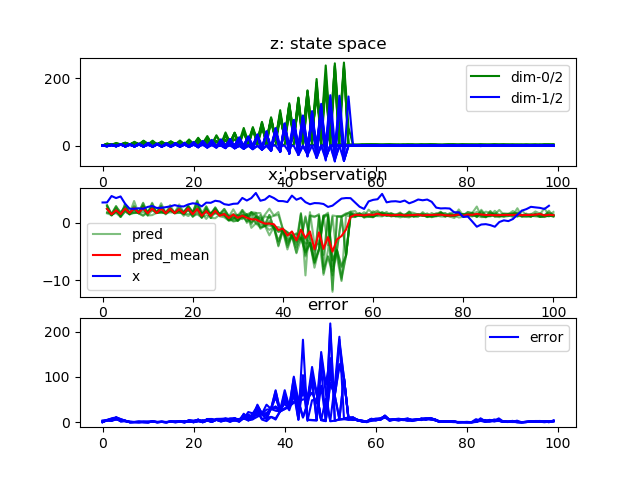 z: state space
200
0
dim-0/2
dim-1/2
0 20 40 60 80 100
x: observation
0
−10
pred
pred_mean
x
0 20 40 60 80 100
error
200
100
0
error
0 20 40 60 80 100